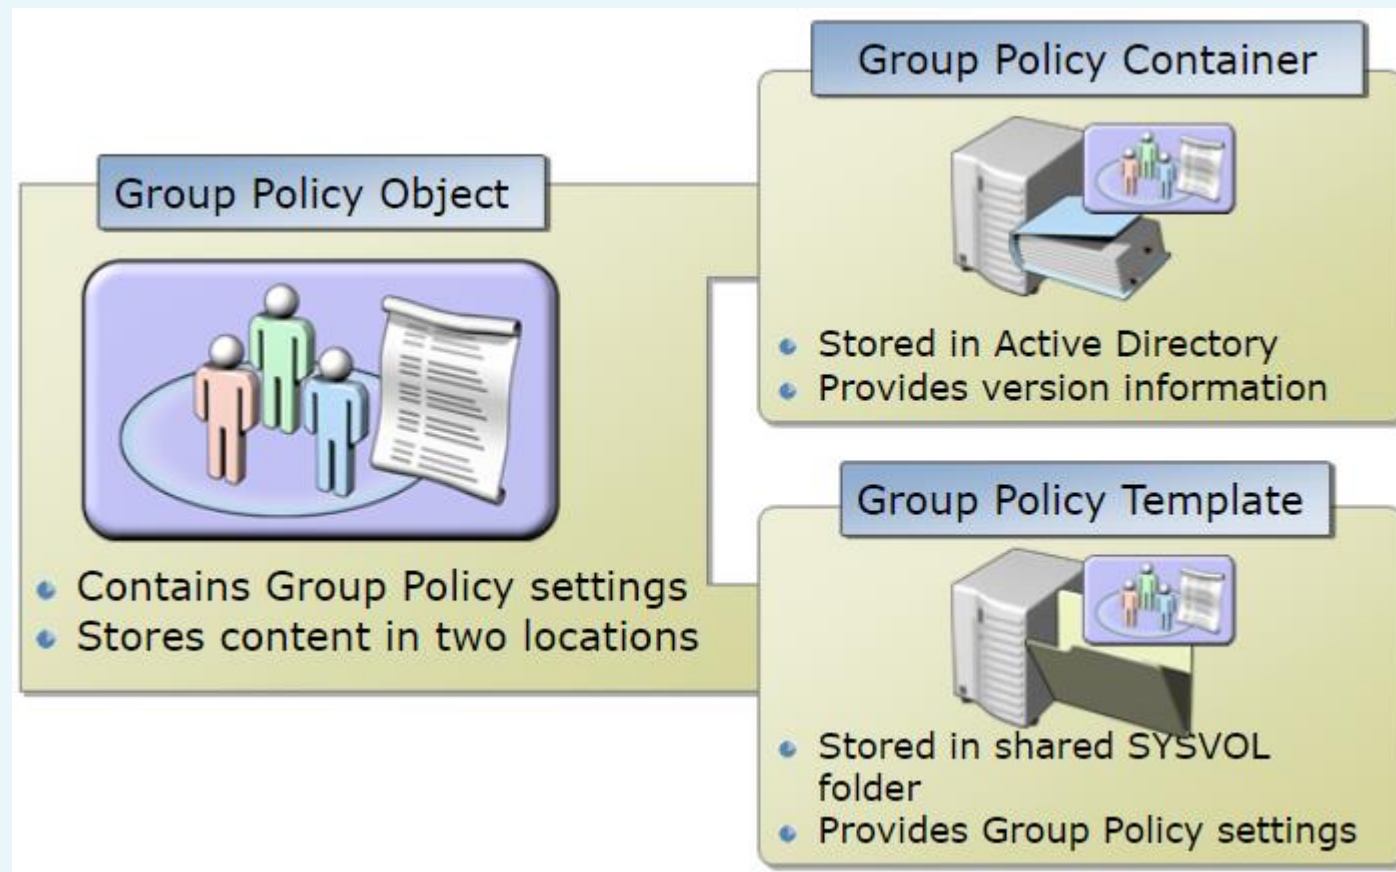 Group Policy Object
Contains Group Policy settings
Stores content in two locations
Group Policy Container
Stored in Active Directory
Provides version information
Group Policy Template
Stored in shared SYSVOL
folder
Provides Group Policy settings